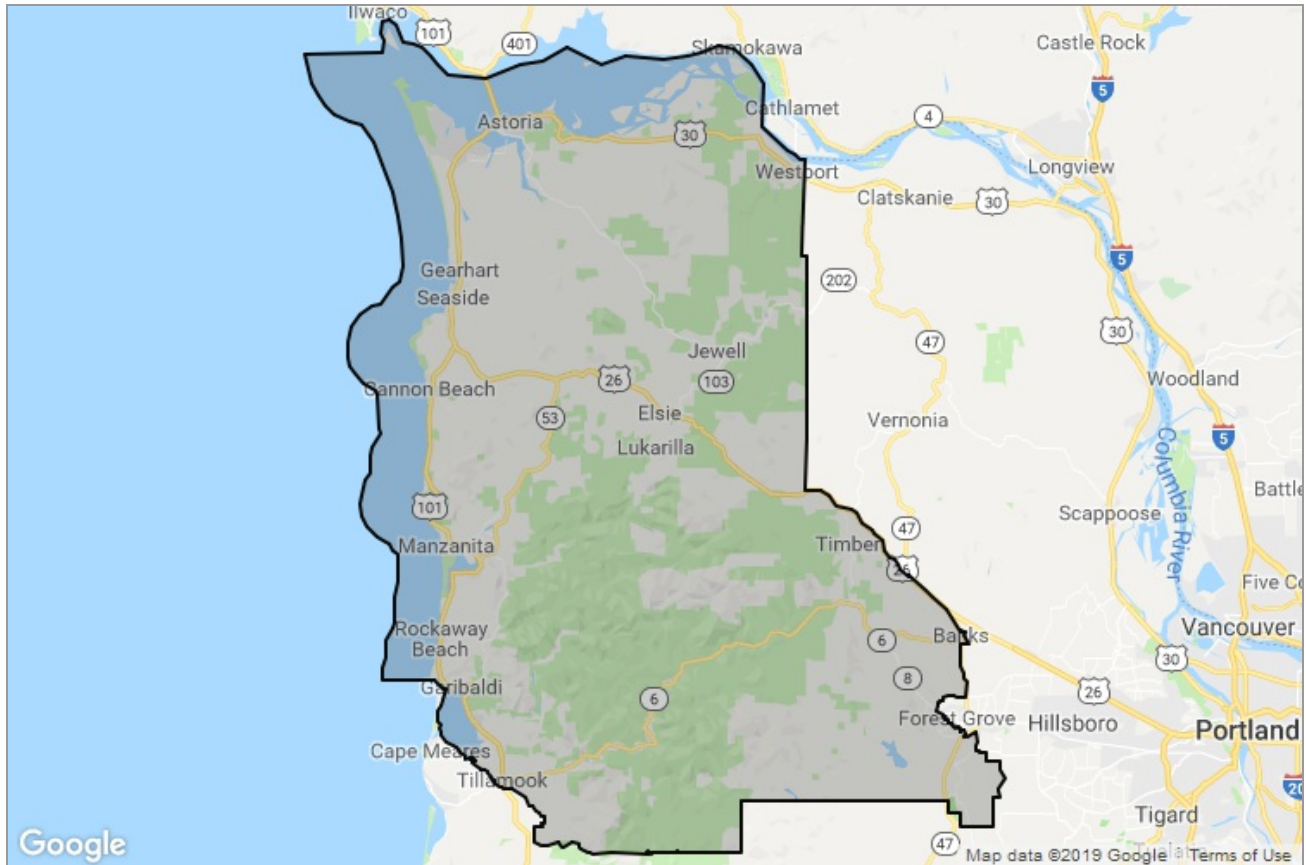 Ilwaco
101
401
Skamokawa
Castle Rock
5
Cathlamet
Astoria
30
4
Westport
Longview
Clatskanie
30
Gearhart
Seaside
202
5
30
47
Jewell
103
26
Woodland
Cannon Beach
53
Elsie
Vernonia
5
Lukarilla
Columbia River
Battle
101
47
Scappoose
Manzanita
Timber
26
Five Co
Rockaway
Beach
6
Banks
Vancouver
30
Garibaldi
8
6
26
Forest Grove
Hillsboro
Portland
Cape Meares
Tillamook
20
Tigard
47
Google
Map data ©2019 Google
Terms of Use